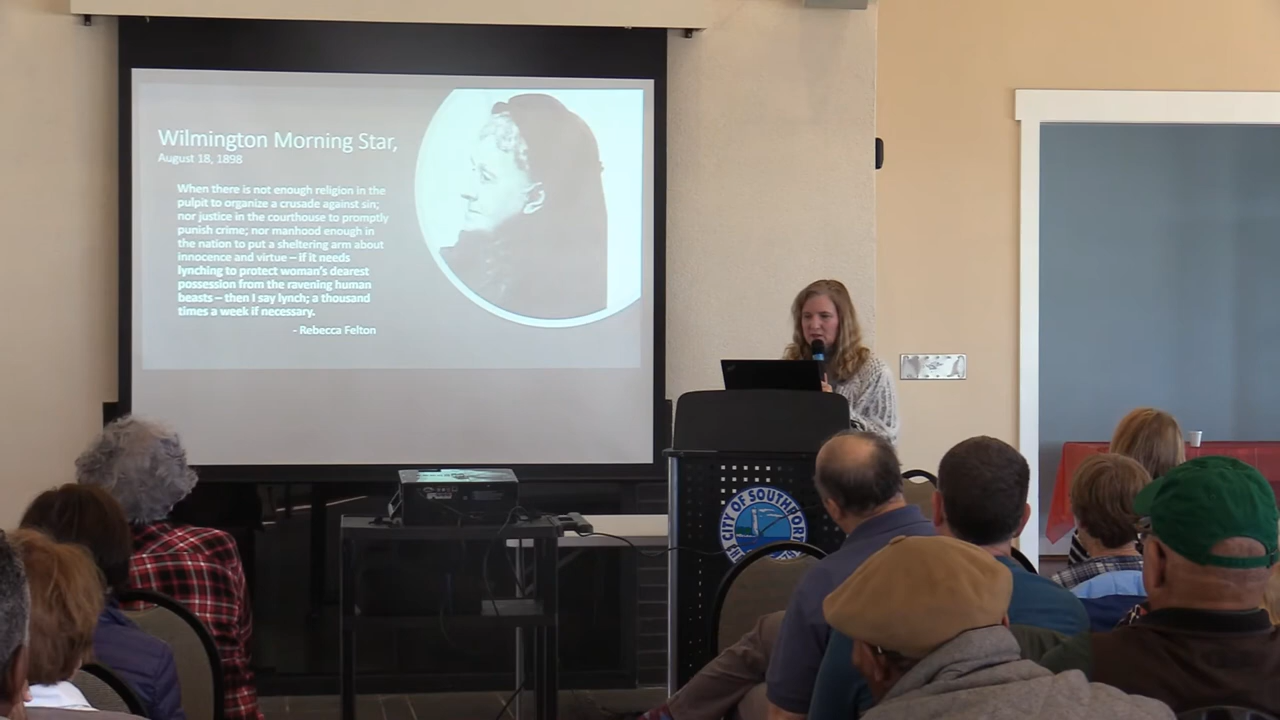 Wilmington Morning Star,
August 18, 1898
When there is not enough religion in the
pulpit to organize a crusade against sin;
nor justice in the courthouse to promptly
punish crime; nor manhood enough in
the nation to put a sheltering arm about
innocence and virtue – if it needs
lynching to protect woman's dearest
possession from the ravening human
beasts – then I say lynch; a thousand
times a week if necessary.
- Rebecca Felton
CITY OF SOUTHPORT